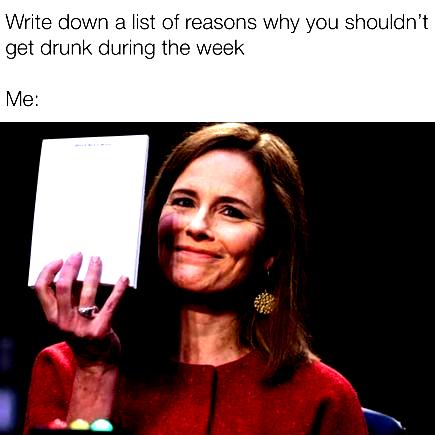 Write down a list of reasons why you shouldn't
get drunk during the week
Me: